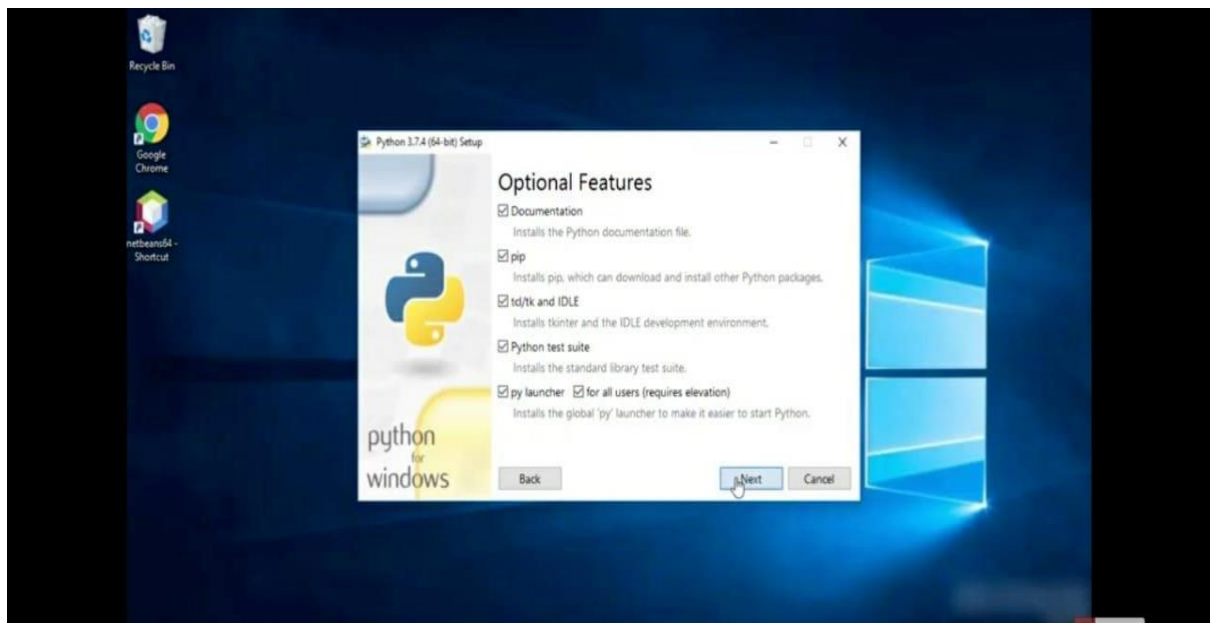 Recycle Bin
Google
Chrome
netbeans64 -
Shortcut
Python 3.7.4 (64-bit) Setup
Optional Features
Documentation
Installs the Python documentation file.
pip
Installs pip, which can download and install other Python packages.
td/tk and IDLE
Installs tkinter and the IDLE development environment.
Python test suite
Installs the standard library test suite.
py launcher for all users (requires elevation)
Installs the global 'py' launcher to make it easier to start Python.
python
for
windows
Back
Next
Cancel